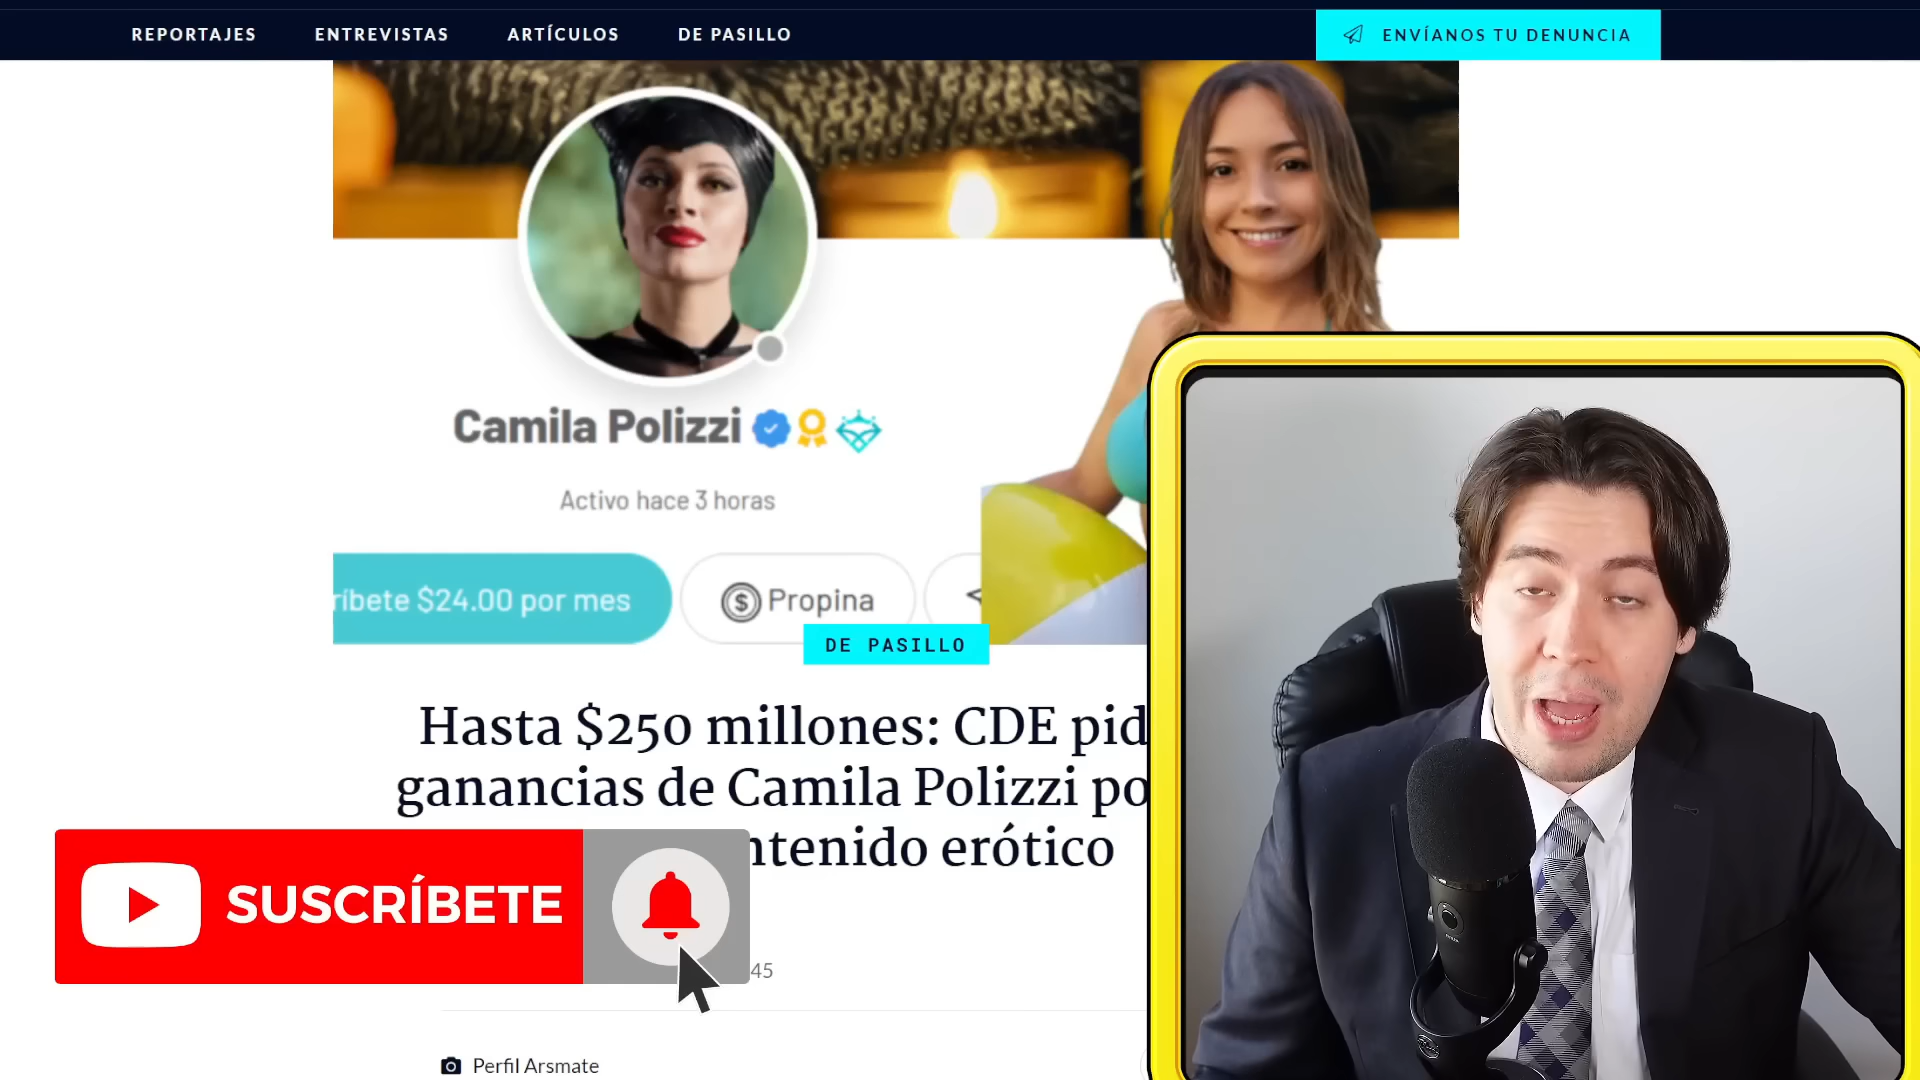 REPORTAJES ENTREVISTAS ARTÍCULOS DE PASILLO ENVÍANOS TU DENUNCIA
Camila Polizzi
Activo hace 3 horas
ríbete $24.00 por mes
$ Propina
DE PASILLO
Hasta $250 millones: CDE pid
ganancias de Camila Polizzi po
ntenido erótico
SUSCRÍBETE
45
Perfil Arsmate